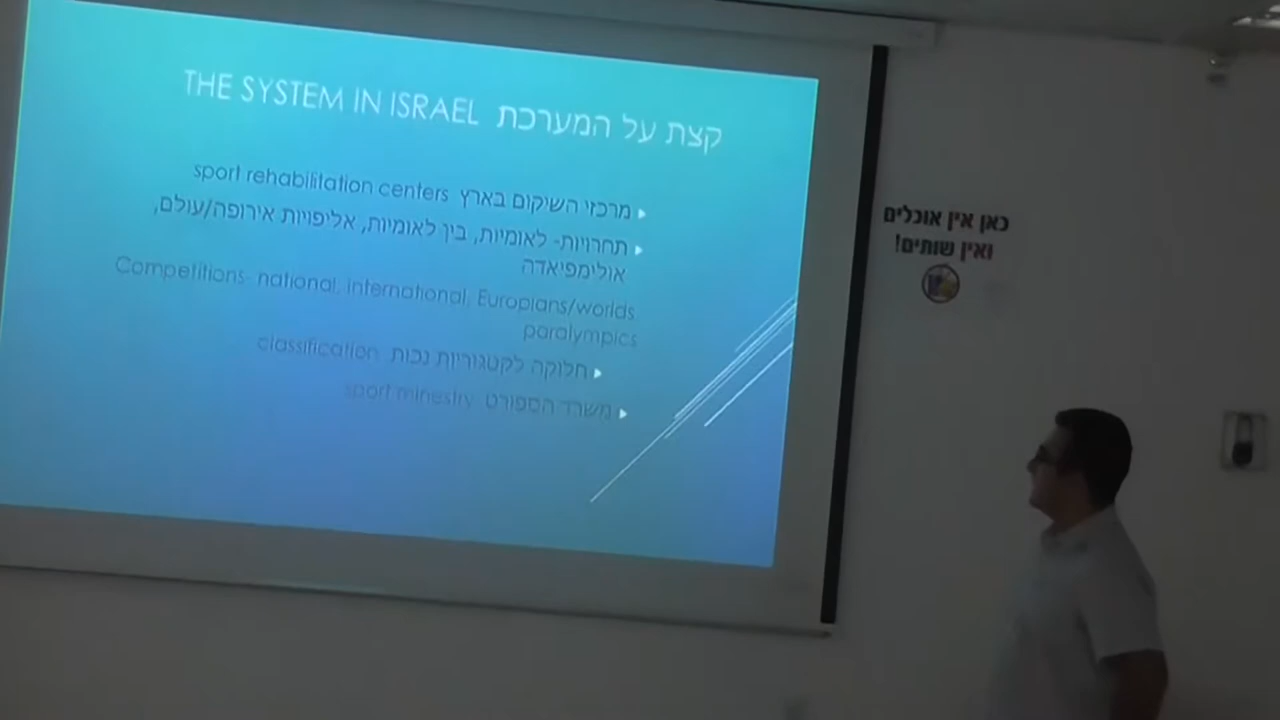 קצת על המערכת THE SYSTEM IN ISRAEL
מרכזי השיקום בארץ sport rehabilitation centers
תחרויות- לאומיות, בין לאומיות, אליפויות אירופה/עולם,
אולימפיאדה
Competitions- national, international, Europians/worlds
paralympics
חלוקה לקטגוריות נכות classification
משרד הספורט sport minestry
כאן אין אוכלים
ואין שותים!